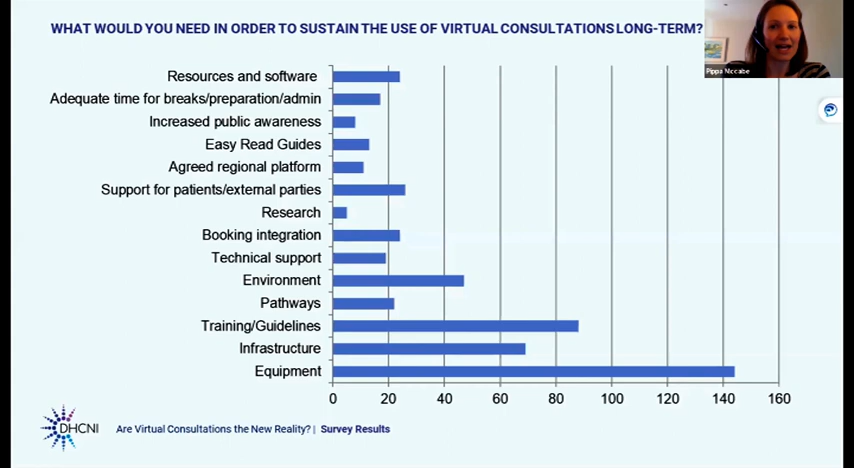 WHAT WOULD YOU NEED IN ORDER TO SUSTAIN THE USE OF VIRTUAL CONSULTATIONS LONG-TERM?
Pippa Mccabe
Resources and software
Adequate time for breaks/preparation/admin
Increased public awareness
Easy Read Guides
Agreed regional platform
Support for patients/external parties
Research
Booking integration
Technical support
Environment
Pathways
Training/Guidelines
Infrastructure
Equipment
0 20 40 60 80 100 120 140 160
DHCNI
Are Virtual Consultations the New Reality? | Survey Results